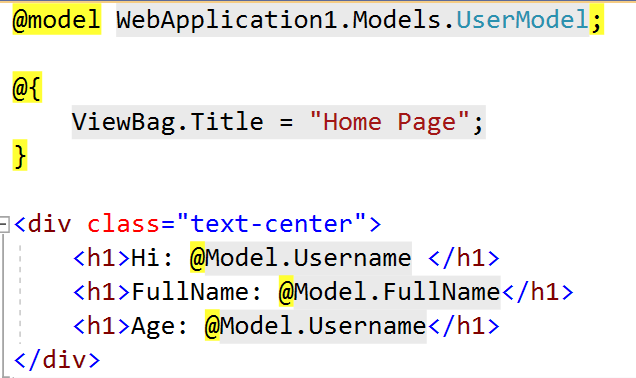 @model WebApplication1.Models.UserModel;
@{
ViewBag.Title = "Home Page";
}
<div class="text-center">
<h1>Hi: @Model.Username </h1>
<h1>FullName: @Model.FullName</h1>
<h1>Age: @Model.Username</h1>
</div>